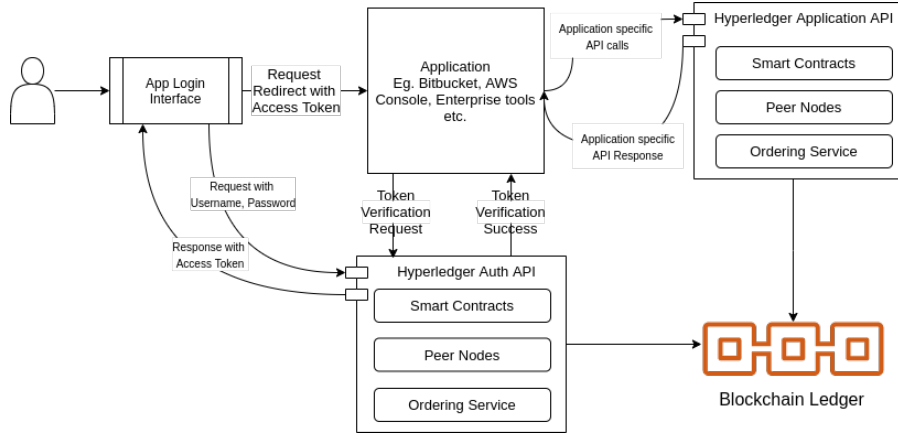 Hyperledger Application API
Smart Contracts
Peer Nodes
Ordering Service
Application specific
API calls
Application specific
API Response
Application
Eg. Bitbucket, AWS
Console, Enterprise tools
etc.
App Login
Interface
Request
Redirect with
Access Token
Request with
Username, Password
Response with
Access Token
Token
Verification
Request
Token
Verification
Success
Hyperledger Auth API
Smart Contracts
Peer Nodes
Ordering Service
Blockchain Ledger